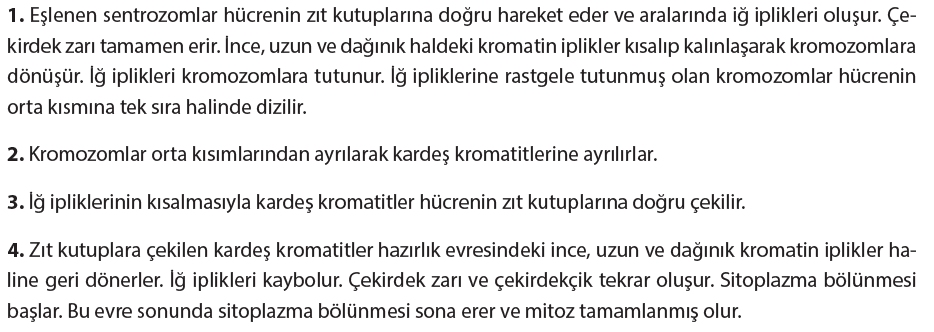 1. Eşlenen sentrozomlar hücrenin zıt kutuplarına doğru hareket eder ve aralarında iğ iplikleri oluşur. Çe-
kirdek zarı tamamen erir. İnce, uzun ve dağınık haldeki kromatin iplikler kısalıp kalınlaşarak kromozomlara
dönüşür. İğ iplikleri kromozomlara tutunur. İğ ipliklerine rastgele tutunmuş olan kromozomlar hücrenin
orta kısmına tek sıra halinde dizilir.
2. Kromozomlar orta kısımlarından ayrılarak kardeş kromatitlerine ayrılırlar.
3. İğ ipliklerinin kısalmasıyla kardeş kromatitler hücrenin zıt kutuplarına doğru çekilir.
4. Zıt kutuplara çekilen kardeş kromatitler hazırlık evresindeki ince, uzun ve dağınık kromatin iplikler ha-
line geri dönerler. İğ iplikleri kaybolur. Çekirdek zarı ve çekirdekçik tekrar oluşur. Sitoplazma bölünmesi
başlar. Bu evre sonunda sitoplazma bölünmesi sona erer ve mitoz tamamlanmış olur.